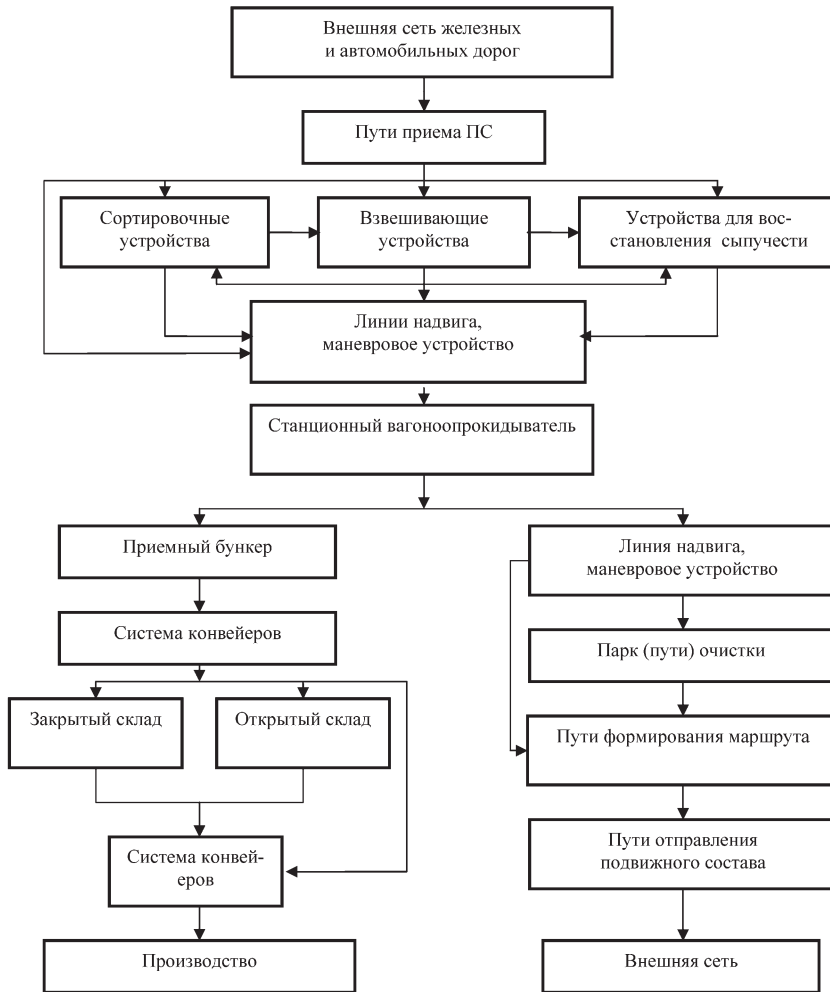 Внешняя сеть железных
и автомобильных дорог
Пути приема ПС
Сортировочные
устройства
Взвешивающие
устройства
Устройства для вос-
становления сыпучести
Линии надвига,
маневровое устройство
Станционный вагоноопрокидыватель
Приемный бункер
Система конвейеров
Закрытый склад
Открытый склад
Система конвей-
еров
Производство
Линия надвига,
маневровое устройство
Парк (пути) очистки
Пути формирования маршрута
Пути отправления
подвижного состава
Внешняя сеть